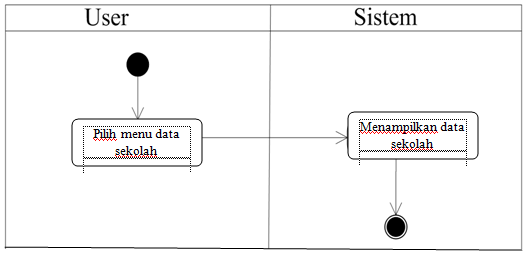 User
Sistem
Pilih menu data
sekolah
Menampilkan data
sekolah